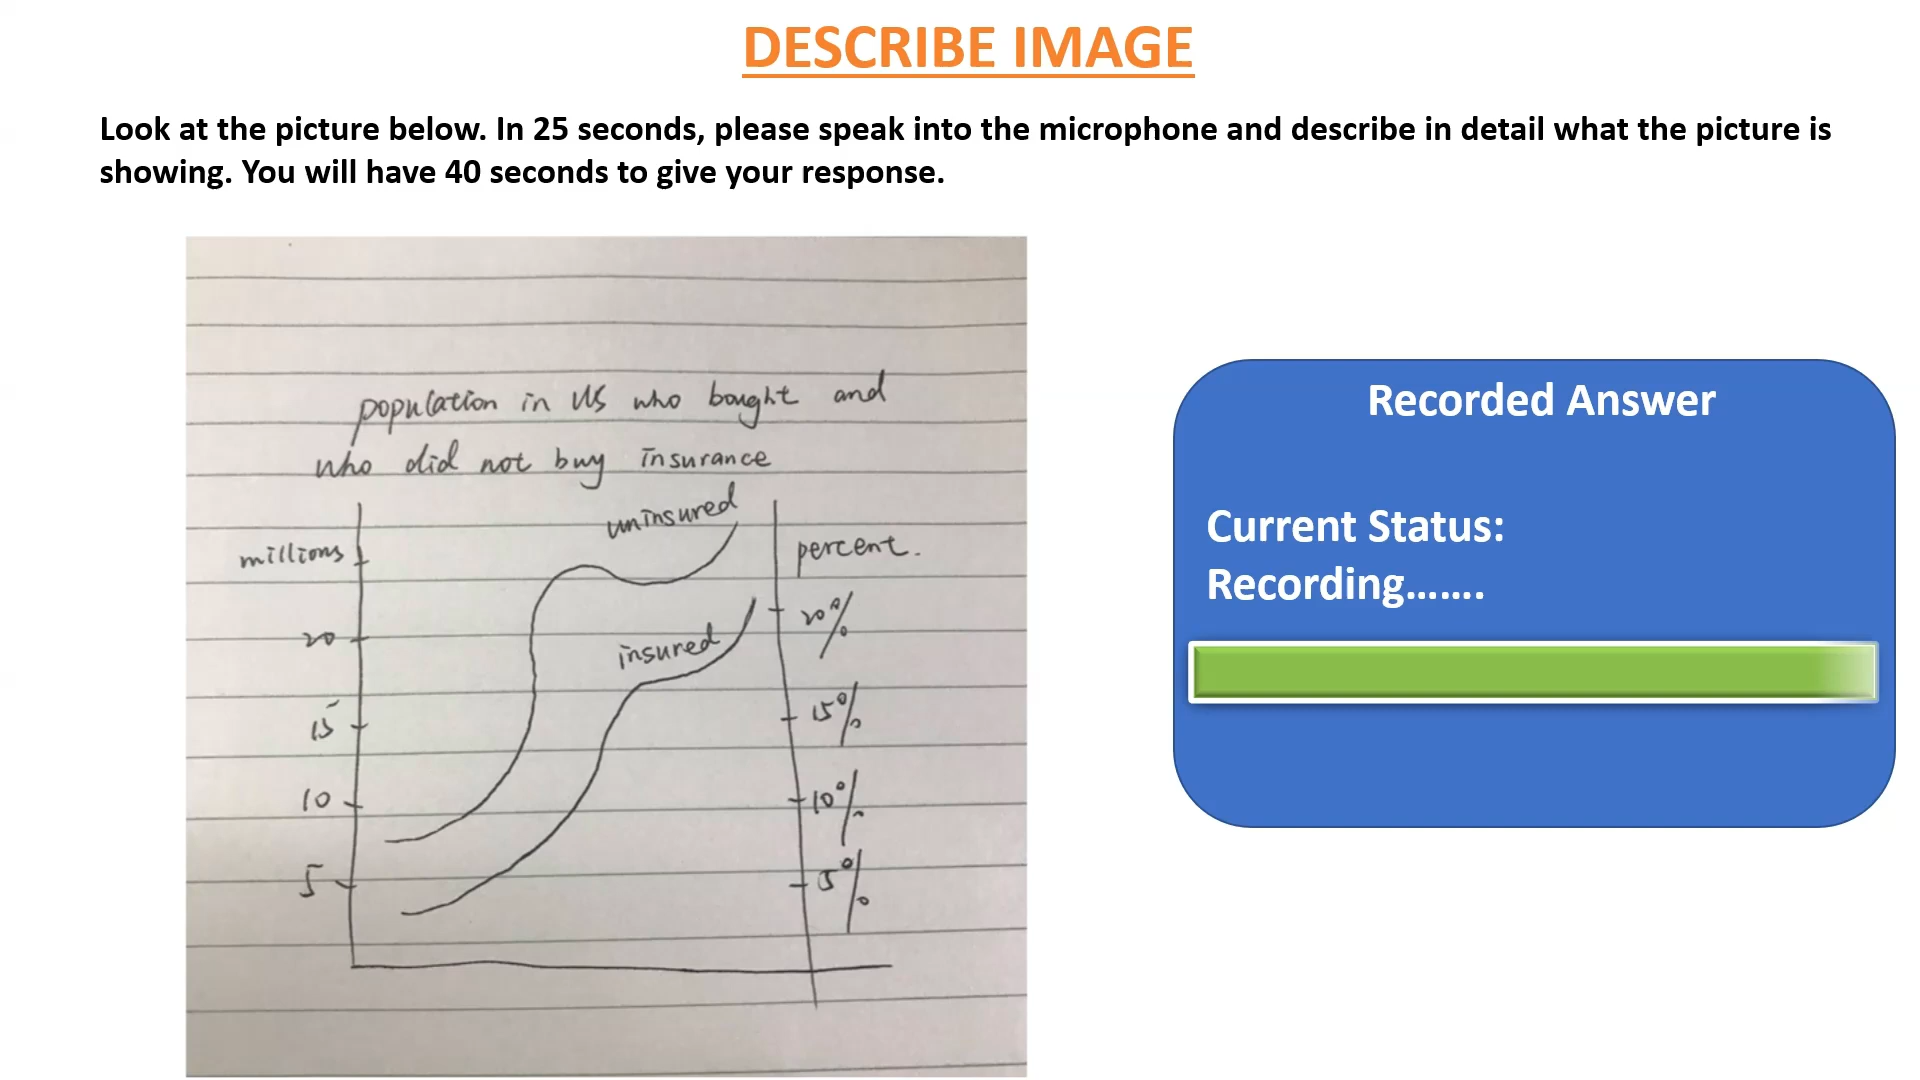 DESCRIBE IMAGE
Look at the picture below. In 25 seconds, please speak into the microphone and describe in detail what the picture is
showing. You will have 40 seconds to give your response.
population in US who bought and
who did not buy insurance
uninsured
millions
percent.
20
20%
insured
15
15%
10
10%
5
5%
Recorded Answer
Current Status:
Recording.......